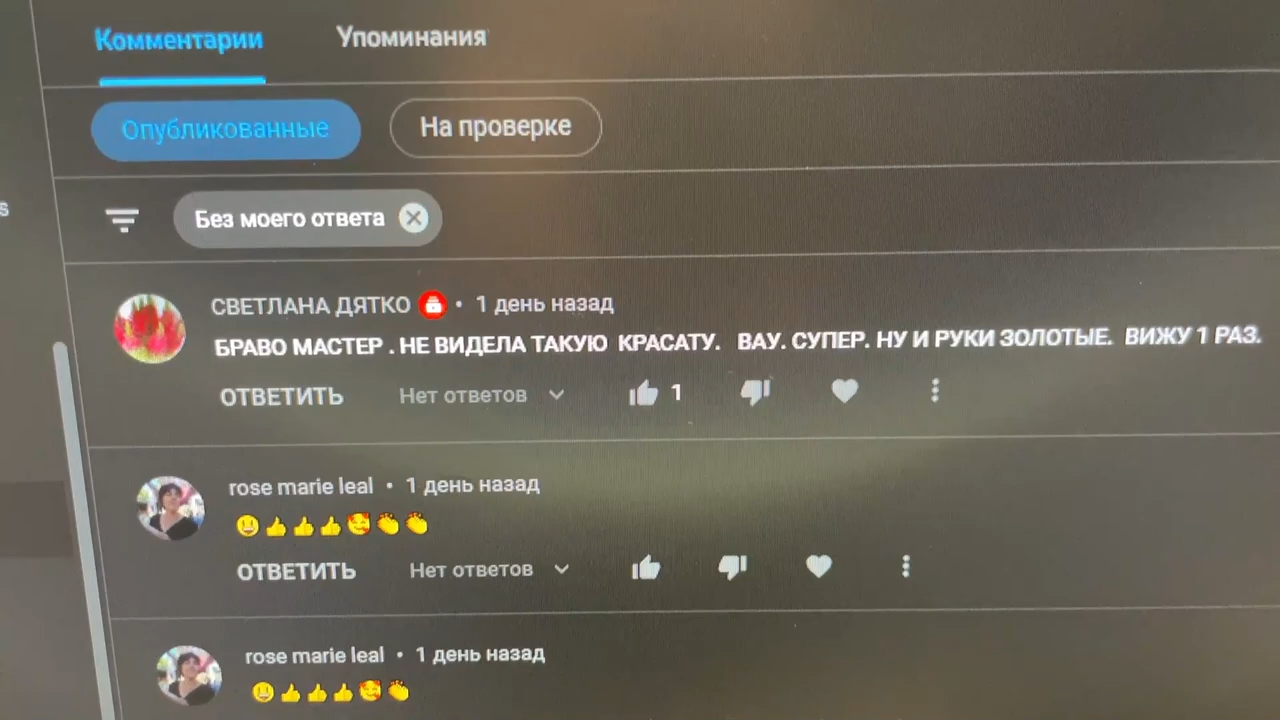 Комментарии Упоминания
Опубликованные На проверке
s
Без моего ответа
СВЕТЛАНА ДЯТКО • 1 день назад
БРАВО МАСТЕР . НЕ ВИДЕЛА ТАКУЮ КРАСАТУ. ВАУ. СУПЕР. НУ И РУКИ ЗОЛОТЫЕ. ВИЖУ 1 РАЗ.
ОТВЕТИТЬ Нет ответов 1
rose marie leal • 1 день назад
😃👍👍👍🥰👏👏
ОТВЕТИТЬ Нет ответов
rose marie leal • 1 день назад
😃👍👍👍🥰👏